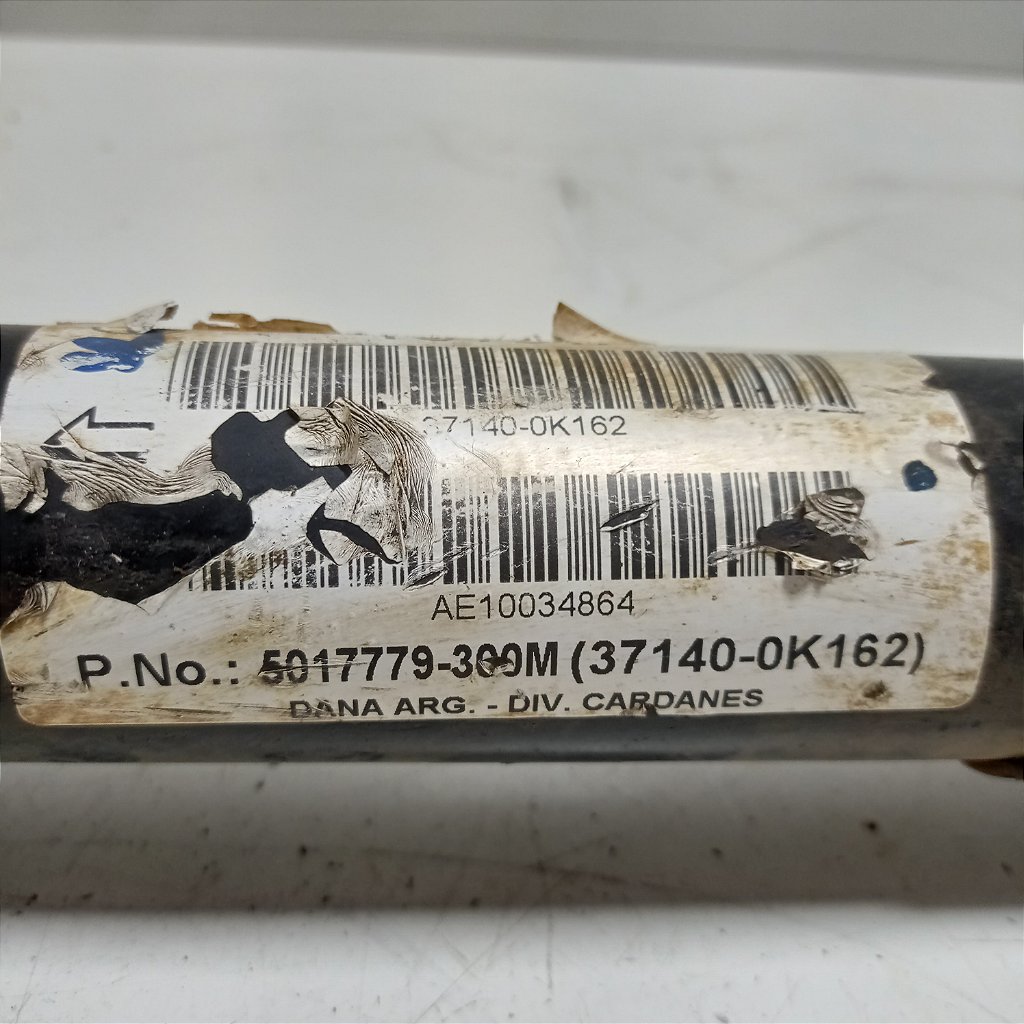 37140-0K162
AE10034864
P.No.: 5017779-300M (37140-0K162)
DANA ARG. - DIV. CARDANES